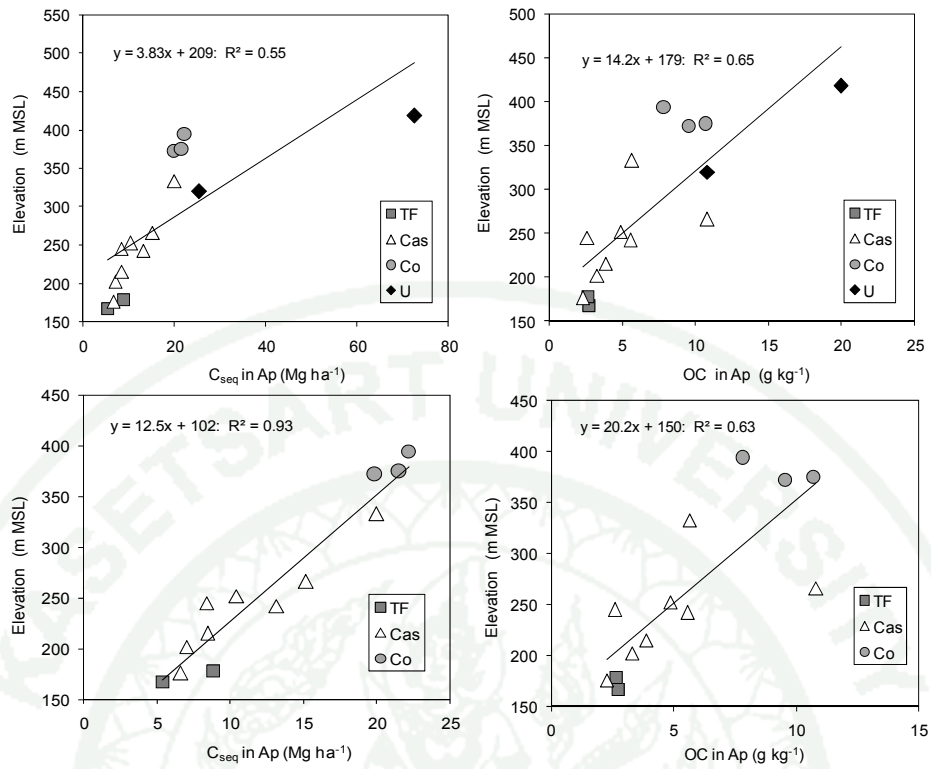 550
500
450
400
350
300
250
200
150
Elevation (m MSL)
y = 3.83x + 209: R² = 0.55
TF
Cas
Co
U
0 20 40 60 80
C_seq in Ap (Mg ha⁻¹)
500
450
400
350
300
250
200
150
Elevation (m MSL)
y = 14.2x + 179: R² = 0.65
TF
Cas
Co
U
0 5 10 15 20 25
OC in Ap (g kg⁻¹)
450
400
350
300
250
200
150
Elevation (m MSL)
y = 12.5x + 102: R² = 0.93
TF
Cas
Co
0 5 10 15 20 25
C_seq in Ap (Mg ha⁻¹)
450
400
350
300
250
200
150
Elevation (m MSL)
y = 20.2x + 150: R² = 0.63
TF
Cas
Co
0 5 10 15
OC in Ap (g kg⁻¹)
KASETSART UNIVERSITY